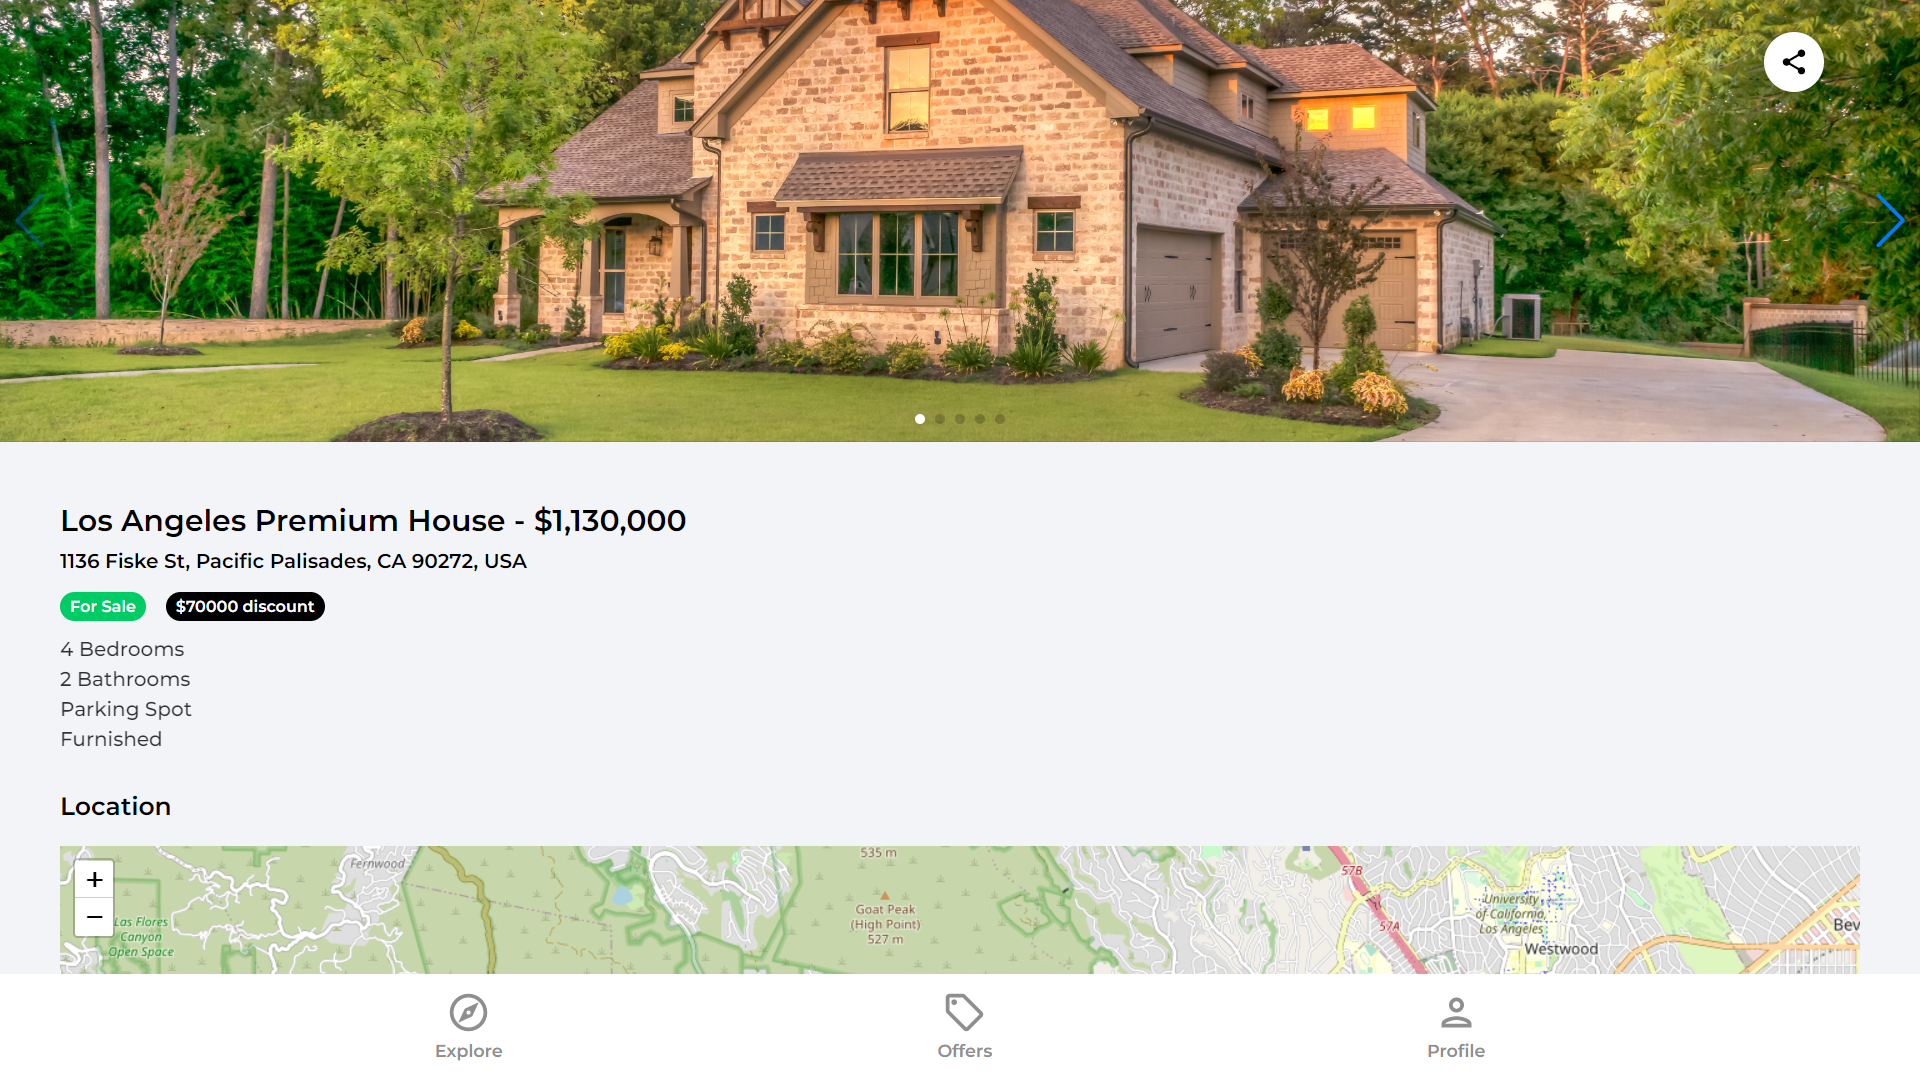 Los Angeles Premium House - $1,130,000
1136 Fiske St, Pacific Palisades, CA 90272, USA
For Sale
$70000 discount
4 Bedrooms
2 Bathrooms
Parking Spot
Furnished
Location
+
−
Fernwood
Las Flores
Canyon
Open Space
535 m
Goat Peak
(High Point)
527 m
57B
57A
University
of California,
Los Angeles
Westwood
Bev
Explore
Offers
Profile